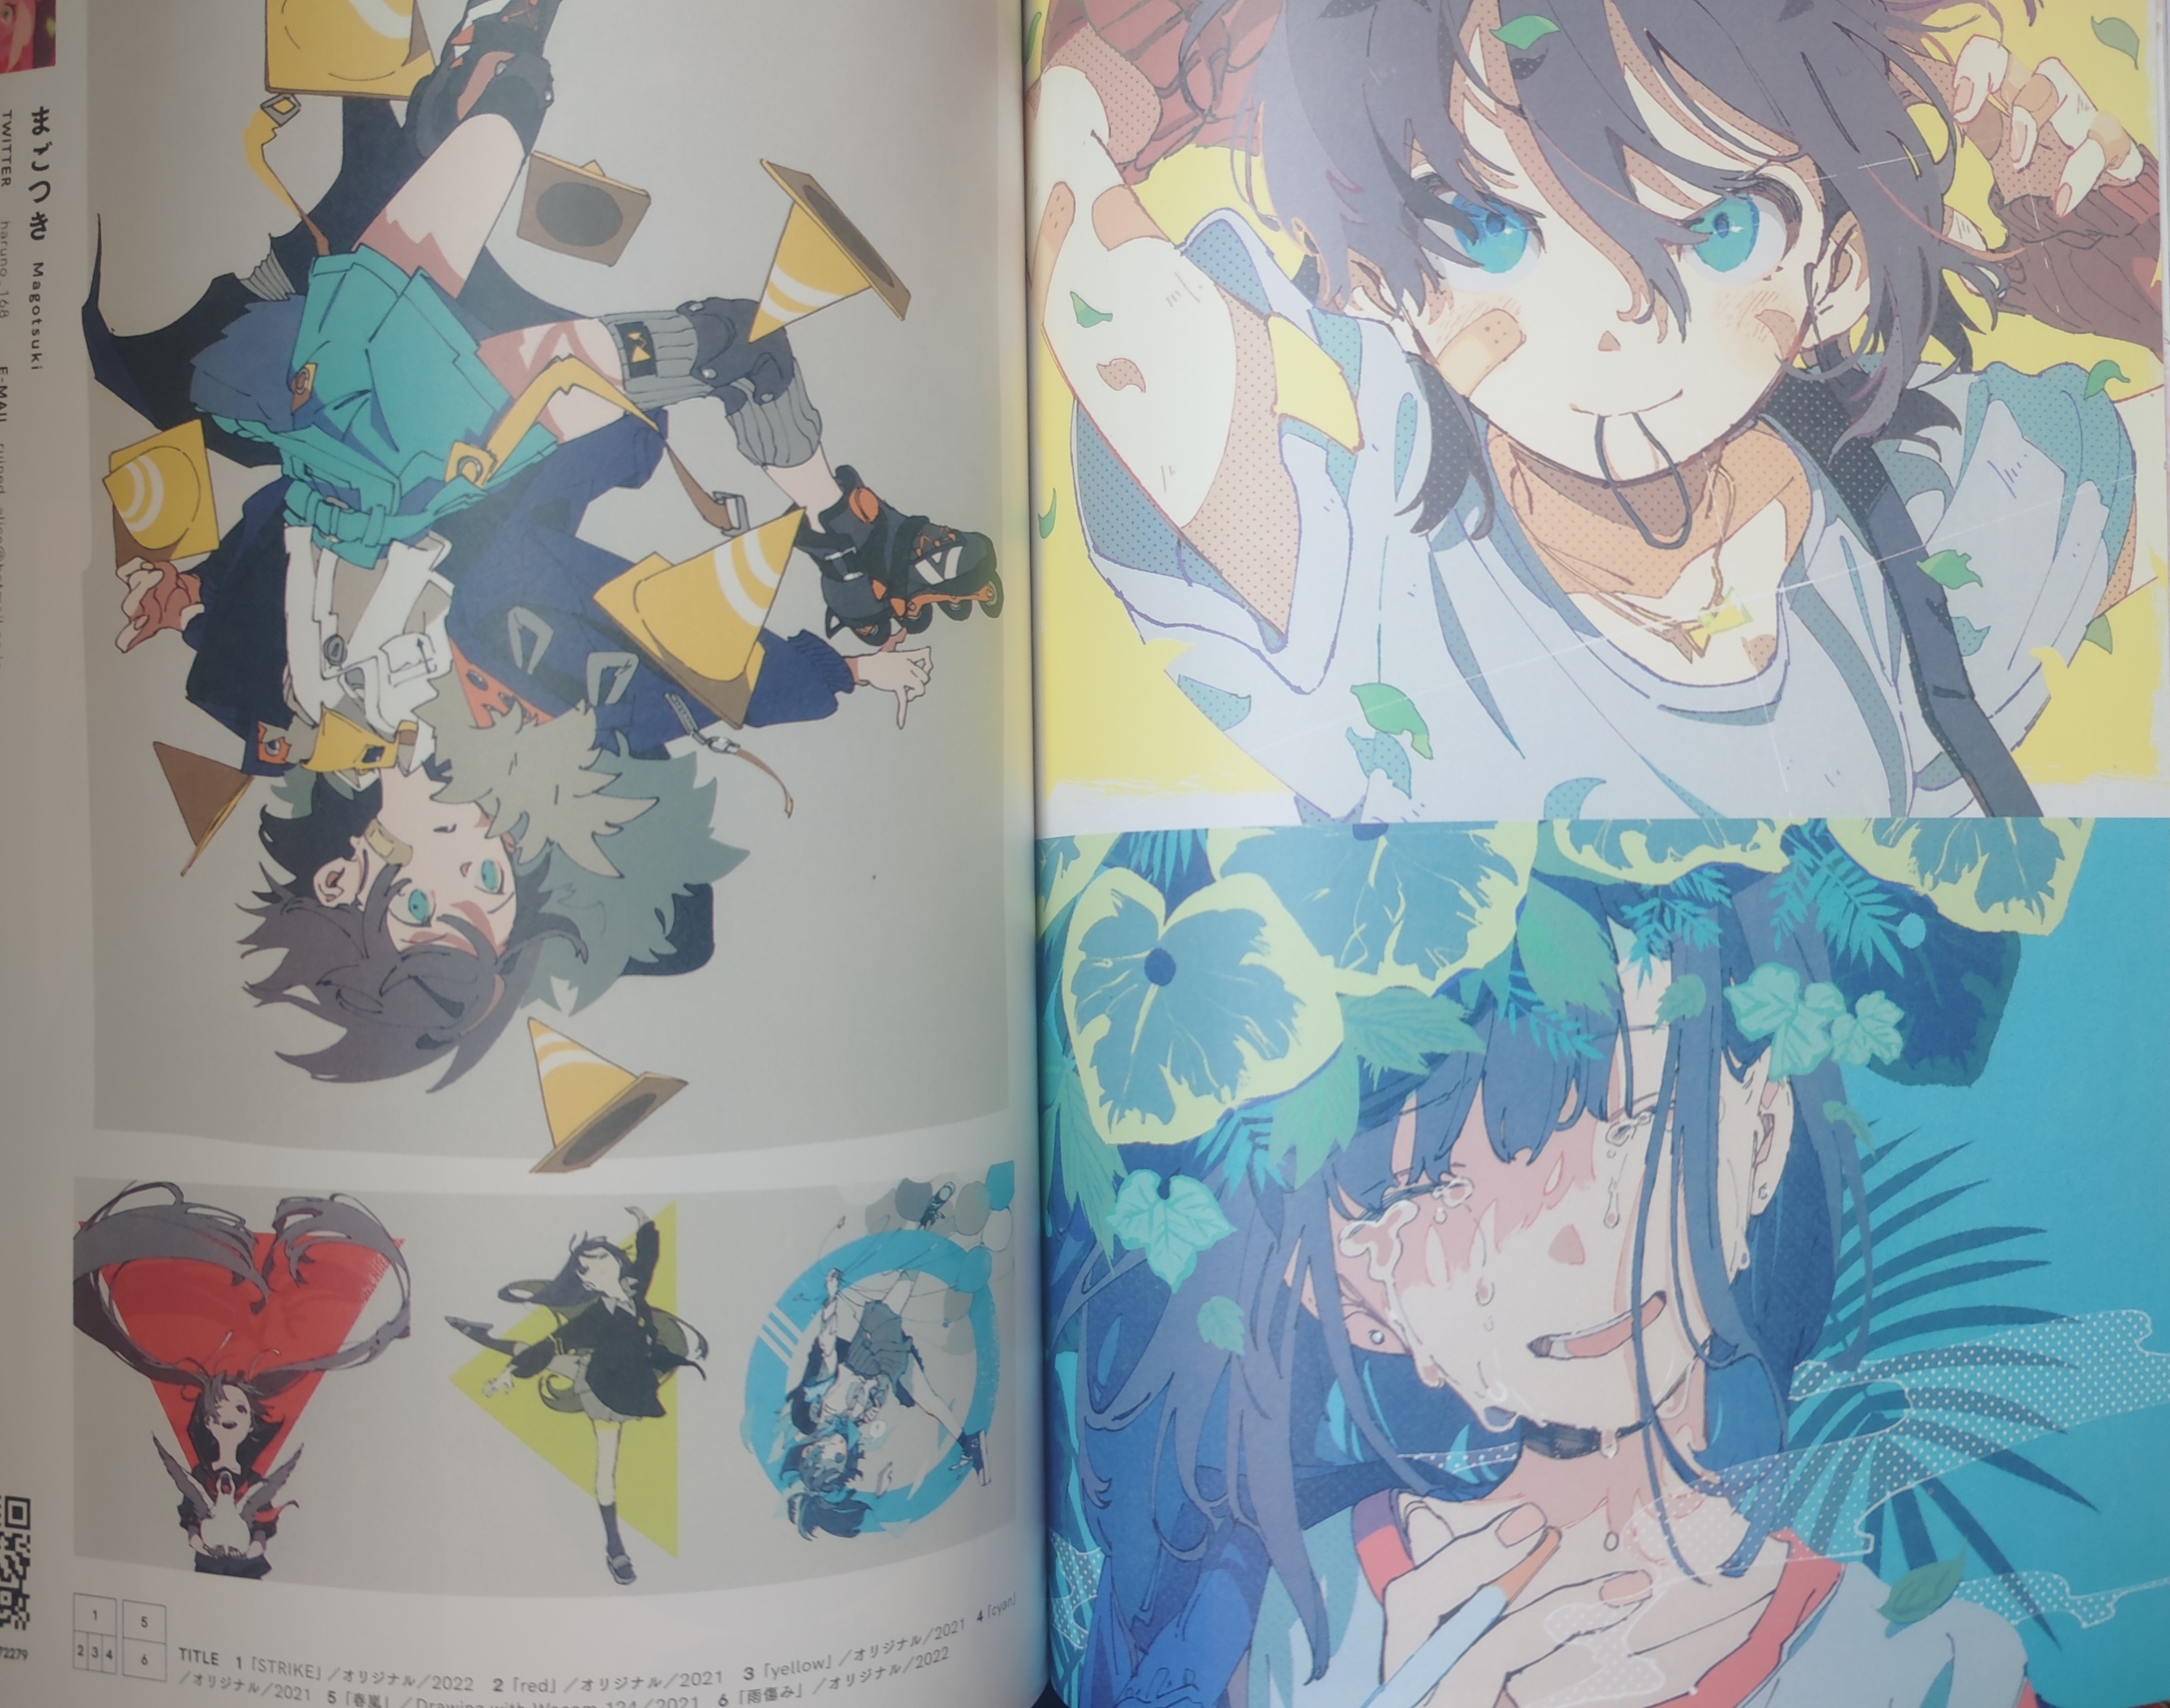 まごつき Magotsuki
TWITTER haruno_168 E-MAIL
72279
1 5
2 3 4 6
TITLE 1「STRIKE」/オリジナル/2022 2「red」/オリジナル/2021 3「yellow」/オリジナル/2021 4「cyan」
/オリジナル/2021 5「春嵐」/Drawing with Wacom 124/2021 6「雨傷み」/オリジナル/2022